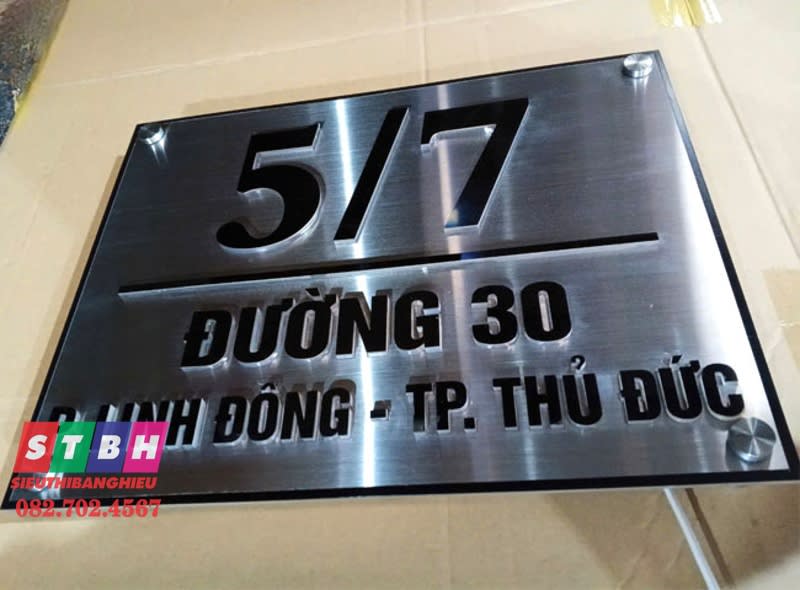 5/7
ĐƯỜNG 30
P. LINH ĐÔNG - TP. THỦ ĐỨC
STBH
SIEUTHIBANGHIEU
082.702.4567